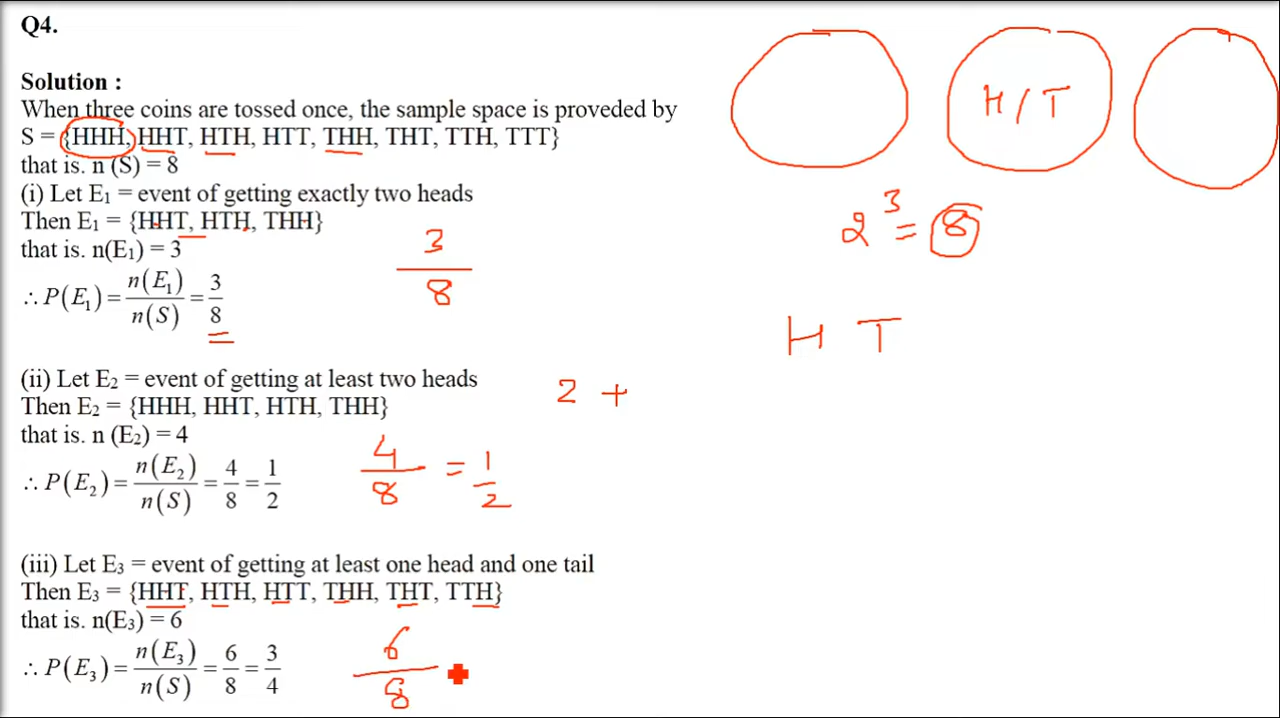 Q4.
Solution :
When three coins are tossed once, the sample space is proveded by
S = {HHH, HHT, HTH, HTT, THH, THT, TTH, TTT}
that is. n (S) = 8
(i) Let E₁ = event of getting exactly two heads
Then E₁ = {HHT, HTH, THH}
that is. n(E₁) = 3
∴ P(E₁) = n(E₁)/n(S) = 3/8
3/8
(ii) Let E₂ = event of getting at least two heads
Then E₂ = {HHH, HHT, HTH, THH}
that is. n (E₂) = 4
∴ P(E₂) = n(E₂)/n(S) = 4/8 = 1/2
2 +
4/8 = 1/2
(iii) Let E₃ = event of getting at least one head and one tail
Then E₃ = {HHT, HTH, HTT, THH, THT, TTH}
that is. n(E₃) = 6
∴ P(E₃) = n(E₃)/n(S) = 6/8 = 3/4
6/8
H/T
2³ = 8
H T